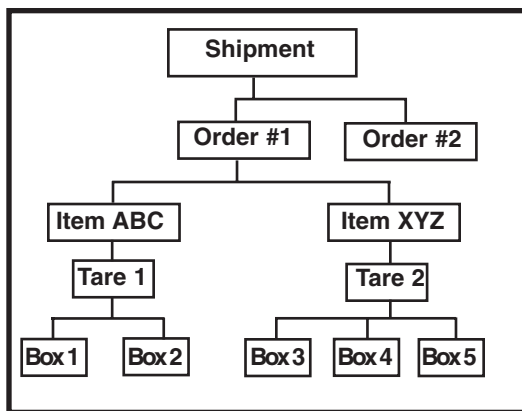 Shipment
Order #1
Order #2
Item ABC
Item XYZ
Tare 1
Tare 2
Box 1
Box 2
Box 3
Box 4
Box 5